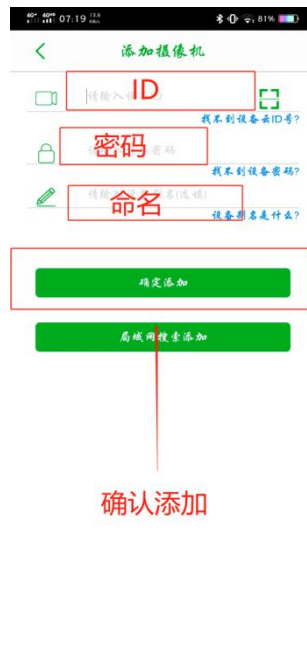 07:19
81%
添加摄像机
ID
找不到设备云ID号?
密码
找不到设备密码?
命名
设备别名是什么?
确定添加
局域网搜索添加
确认添加